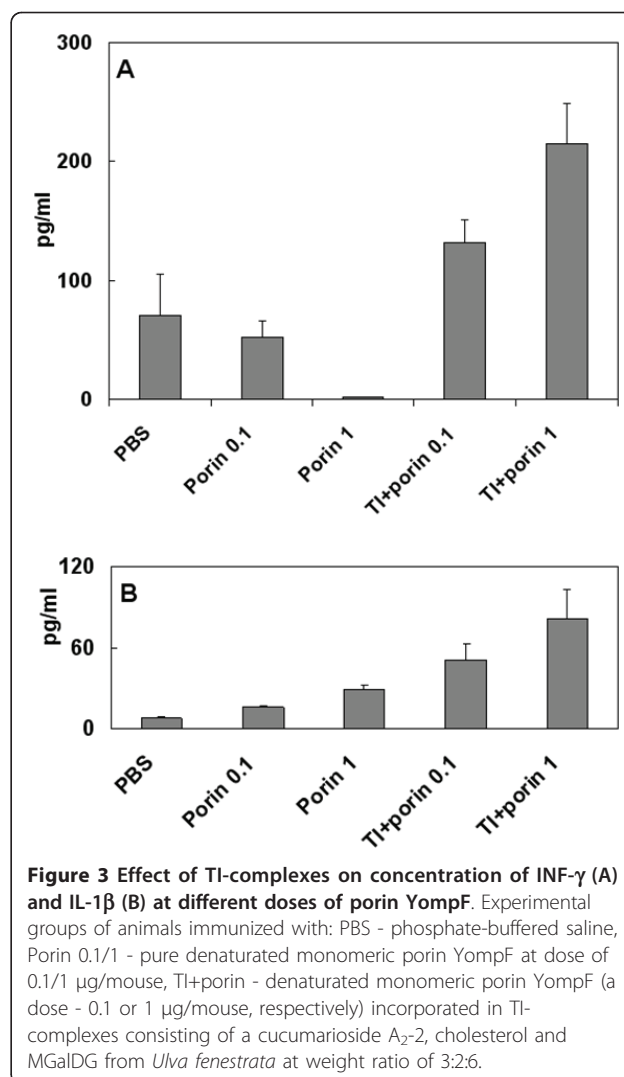 300
A
200
pg/ml
100
0
PBS
Porin 0.1
Porin 1
TI+porin 0.1
TI+porin 1
120
B
pg/ml
60
0
PBS
Porin 0.1
Porin 1
TI+porin 0.1
TI+porin 1
Figure 3 Effect of TI-complexes on concentration of INF-γ (A)
and IL-1β (B) at different doses of porin YompF. Experimental
groups of animals immunized with: PBS - phosphate-buffered saline,
Porin 0.1/1 - pure denaturated monomeric porin YompF at dose of
0.1/1 μg/mouse, TI+porin - denaturated monomeric porin YompF (a
dose - 0.1 or 1 μg/mouse, respectively) incorporated in TI-
complexes consisting of a cucumarioside A₂-2, cholesterol and
MGalDG from Ulva fenestrata at weight ratio of 3:2:6.